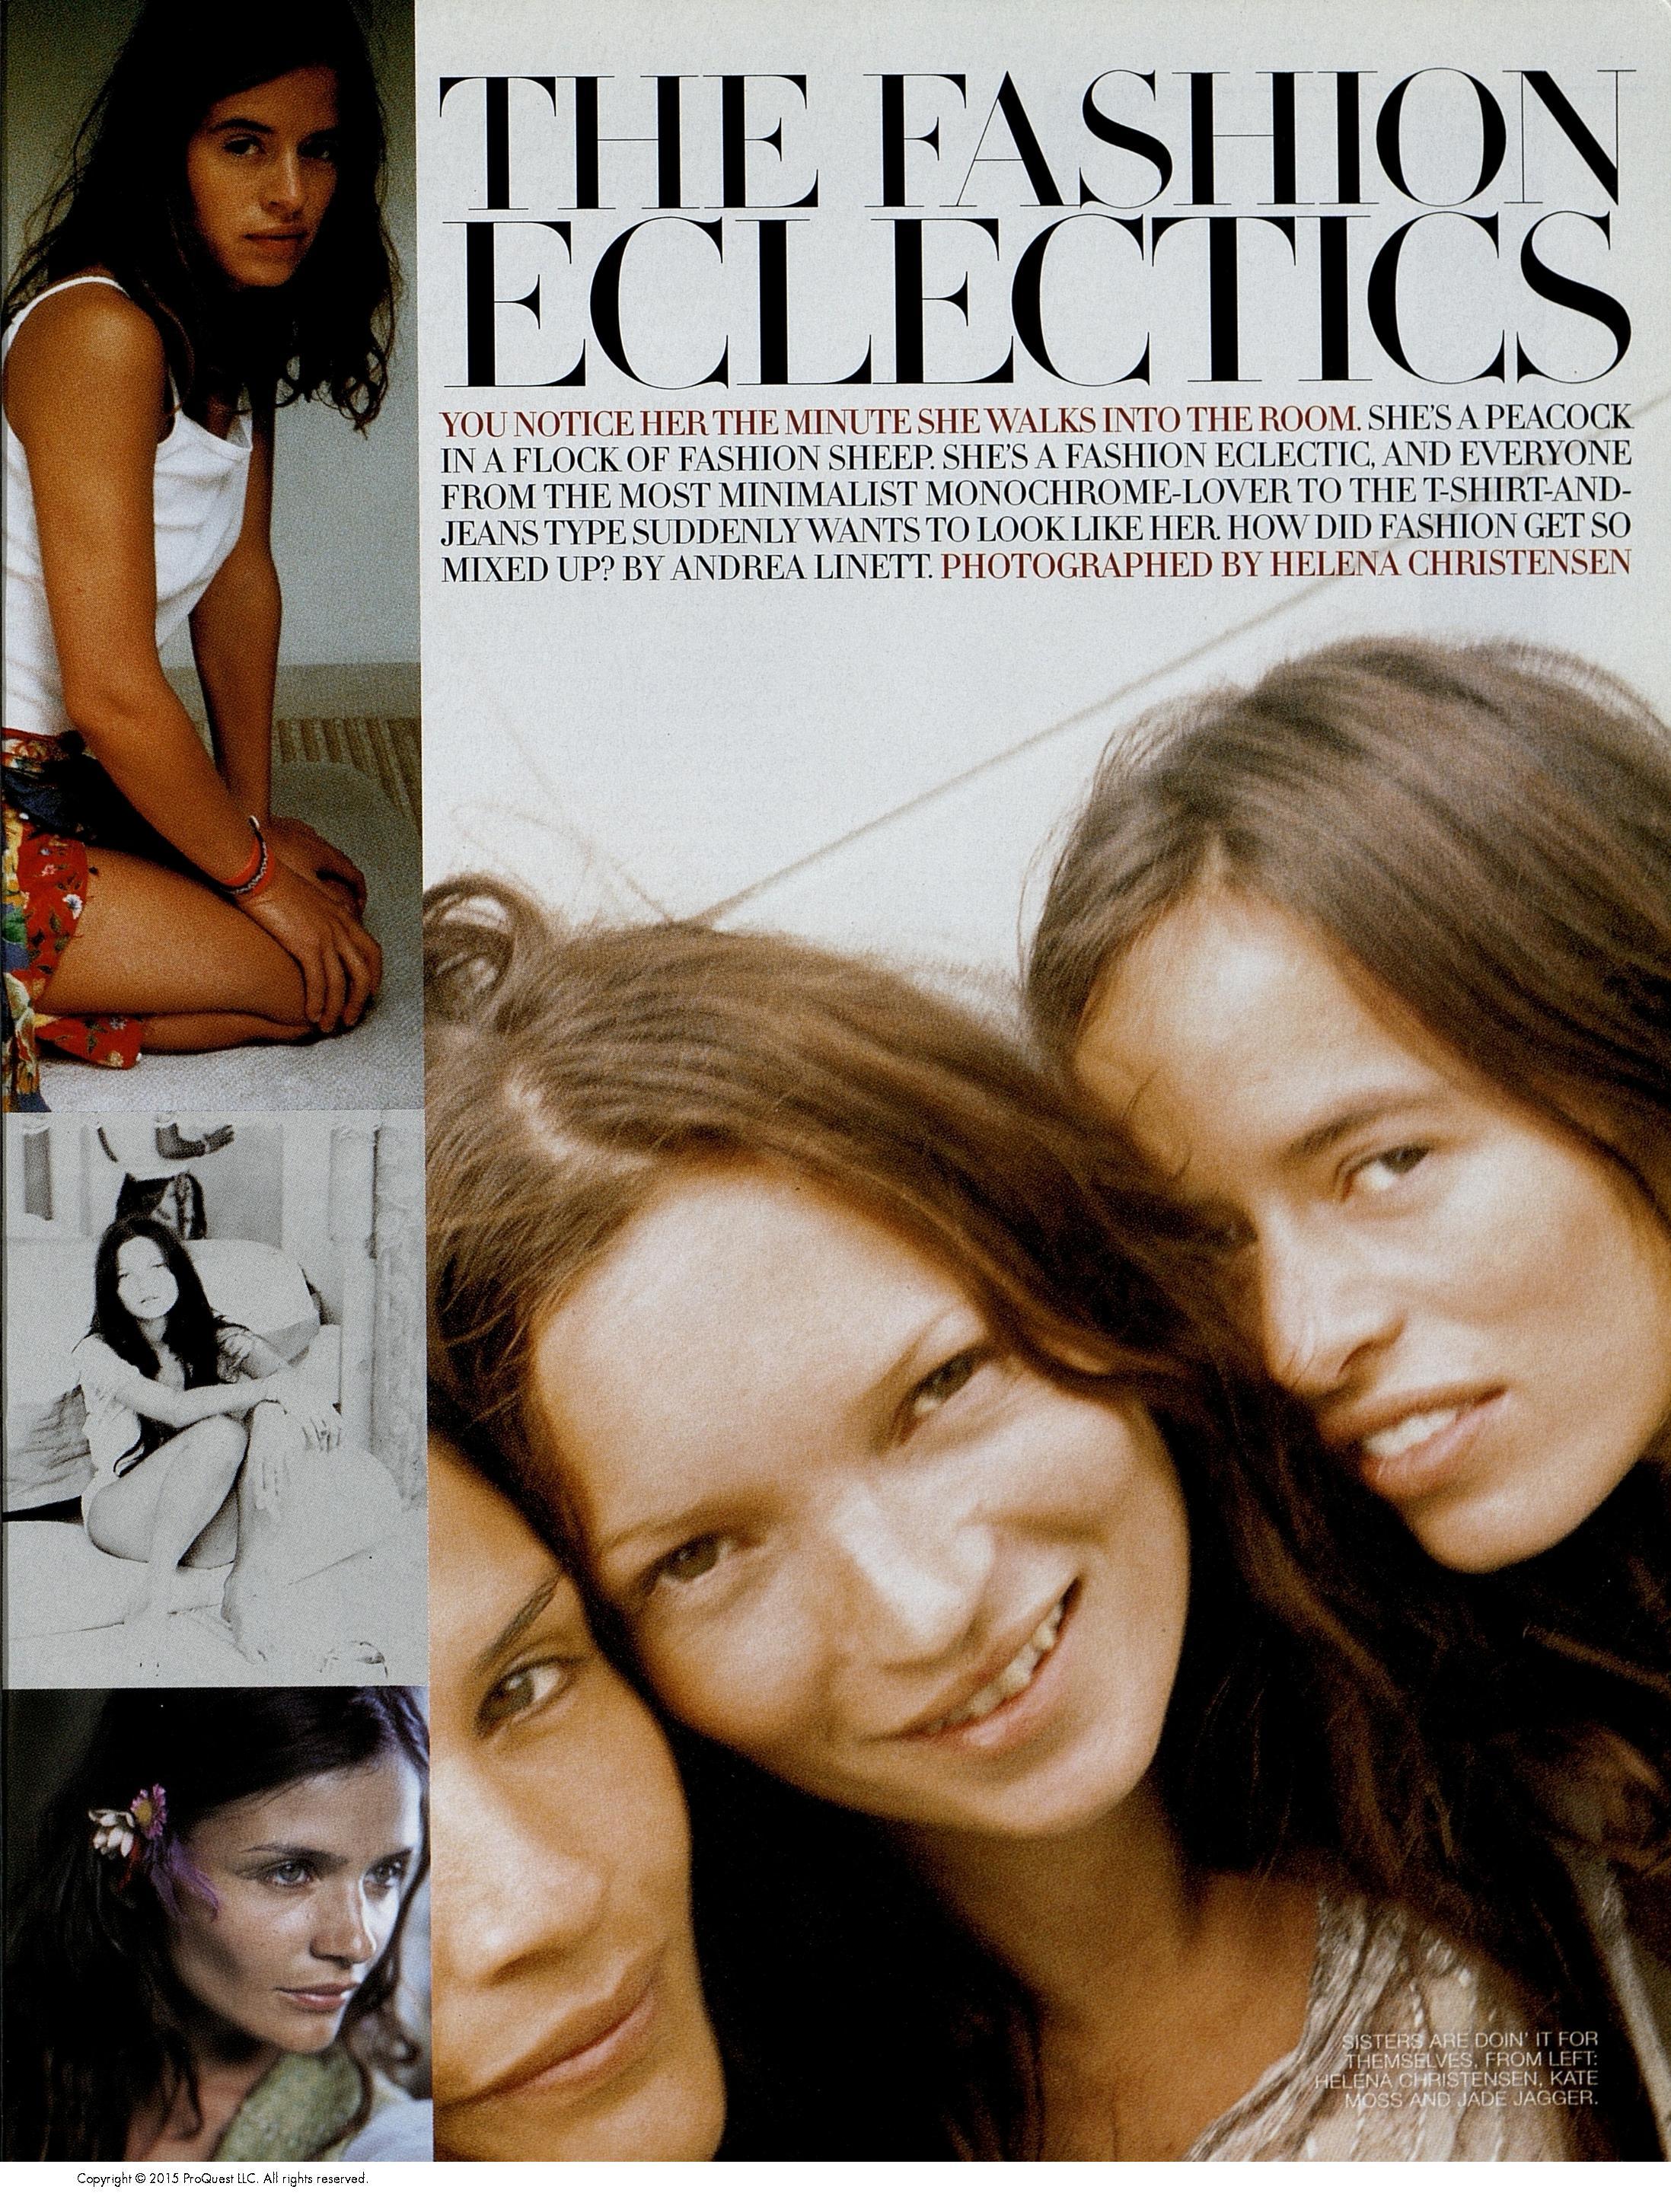 THE FASHION
ECLECTICS
YOU NOTICE HER THE MINUTE SHE WALKS INTO THE ROOM. SHE'S A PEACOCK
IN A FLOCK OF FASHION SHEEP. SHE'S A FASHION ECLECTIC, AND EVERYONE
FROM THE MOST MINIMALIST MONOCHROME-LOVER TO THE T-SHIRT-AND-
JEANS TYPE SUDDENLY WANTS TO LOOK LIKE HER. HOW DID FASHION GET SO
MIXED UP? BY ANDREA LINETT. PHOTOGRAPHED BY HELENA CHRISTENSEN
SISTERS ARE DOIN' IT FOR
THEMSELVES, FROM LEFT:
HELENA CHRISTENSEN, KATE
MOSS AND JADE JAGGER.
Copyright © 2015 ProQuest LLC. All rights reserved.